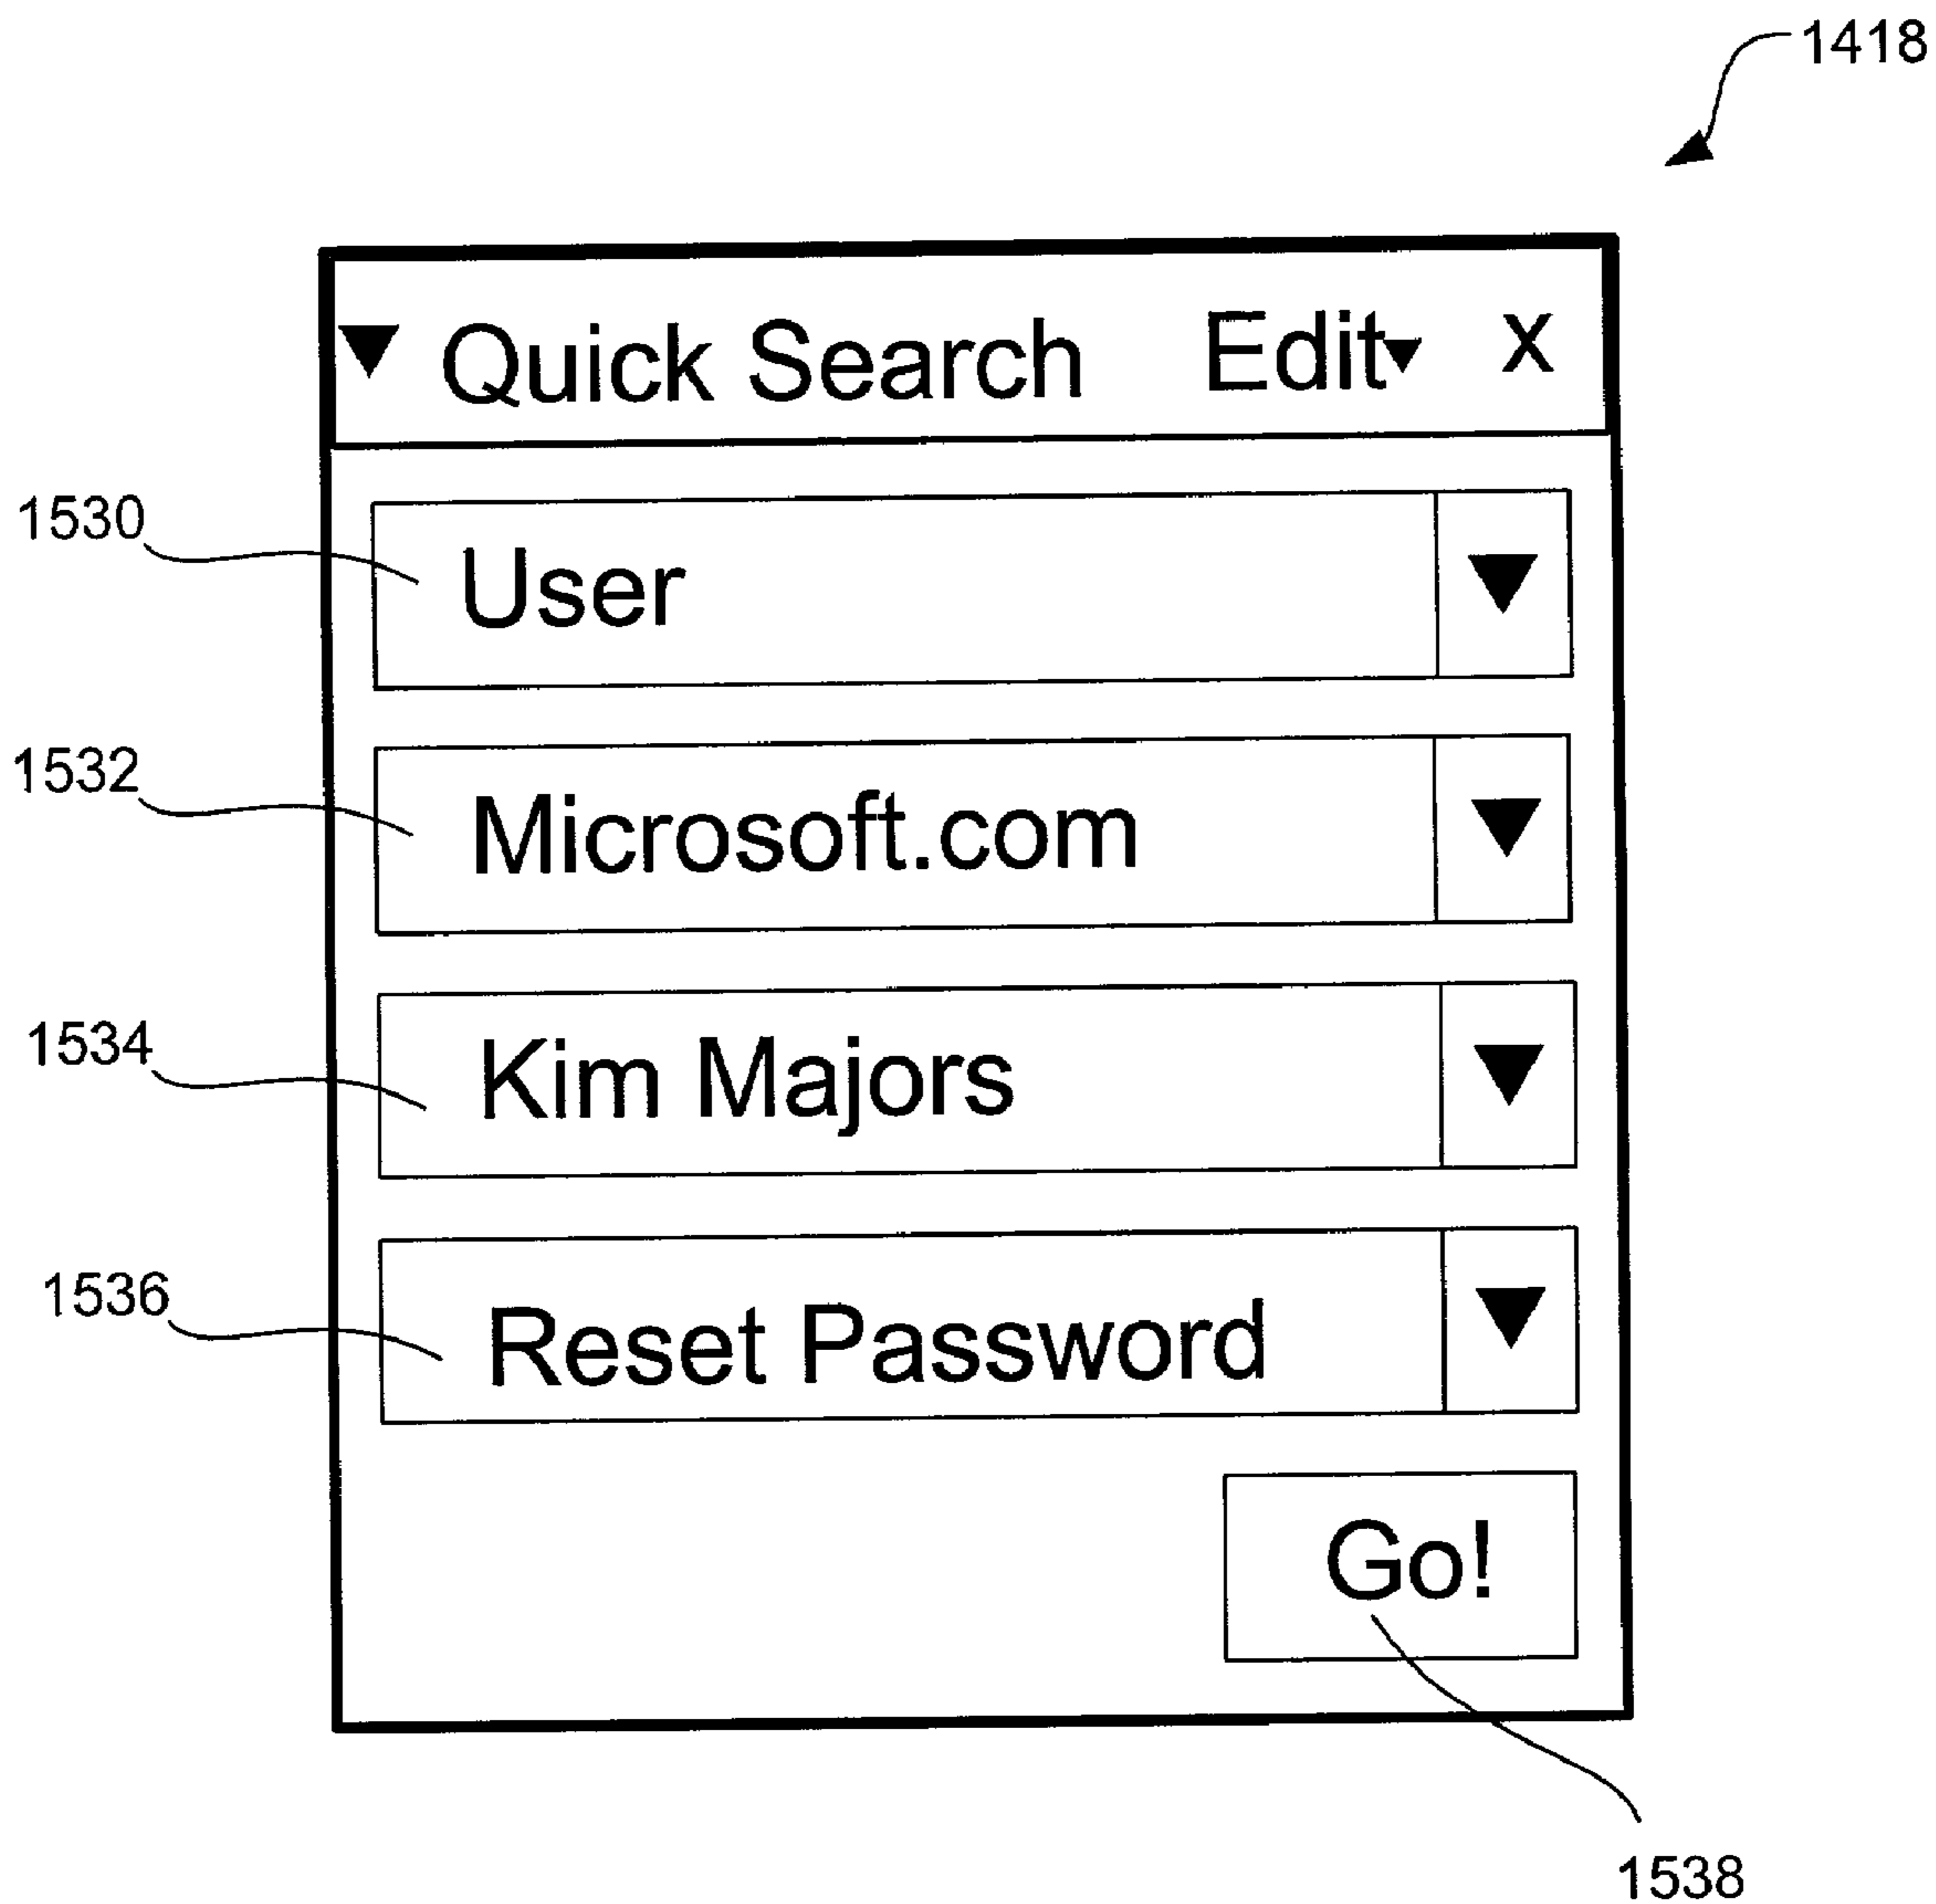 1418
Quick Search Edit X
1530
User
1532
Microsoft.com
1534
Kim Majors
1536
Reset Password
Go!
1538